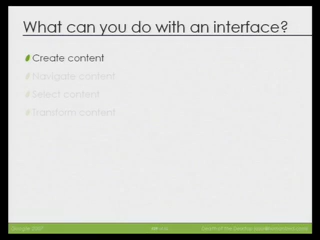 What can you do with an interface?
Create content
Navigate content
Select content
Transform content